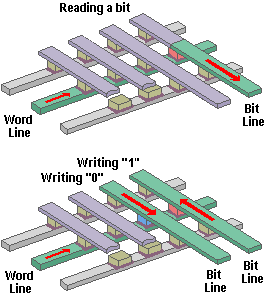 Reading a bit
Word
Line
Bit
Line
Writing "1"
Writing "0"
Word
Line
Bit
Line
Bit
Line